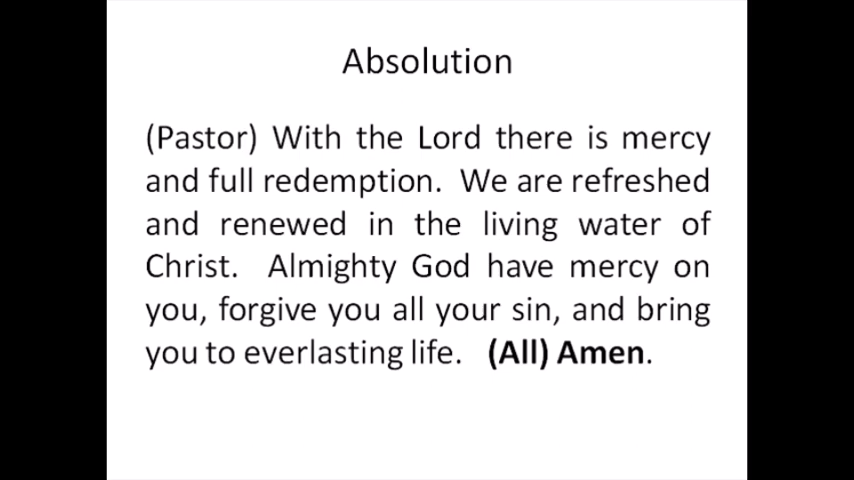 Absolution
(Pastor) With the Lord there is mercy
and full redemption. We are refreshed
and renewed in the living water of
Christ. Almighty God have mercy on
you, forgive you all your sin, and bring
you to everlasting life. (All) Amen.